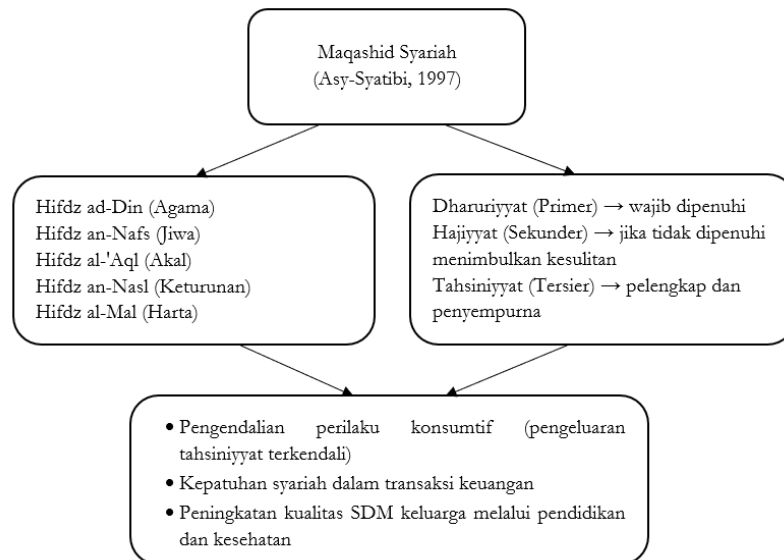 Maqashid Syariah
(Asy-Syatibi, 1997)
Hifdz ad-Din (Agama)
Hifdz an-Nafs (Jiwa)
Hifdz al-'Aql (Akal)
Hifdz an-Nasl (Keturunan)
Hifdz al-Mal (Harta)
Dharuriyyat (Primer) → wajib dipenuhi
Hajiyyat (Sekunder) → jika tidak dipenuhi
menimbulkan kesulitan
Tahsiniyyat (Tersier) → pelengkap dan
penyempurna
• Pengendalian perilaku konsumtif (pengeluaran
tahsiniyyat terkendali)
• Kepatuhan syariah dalam transaksi keuangan
• Peningkatan kualitas SDM keluarga melalui pendidikan
dan kesehatan